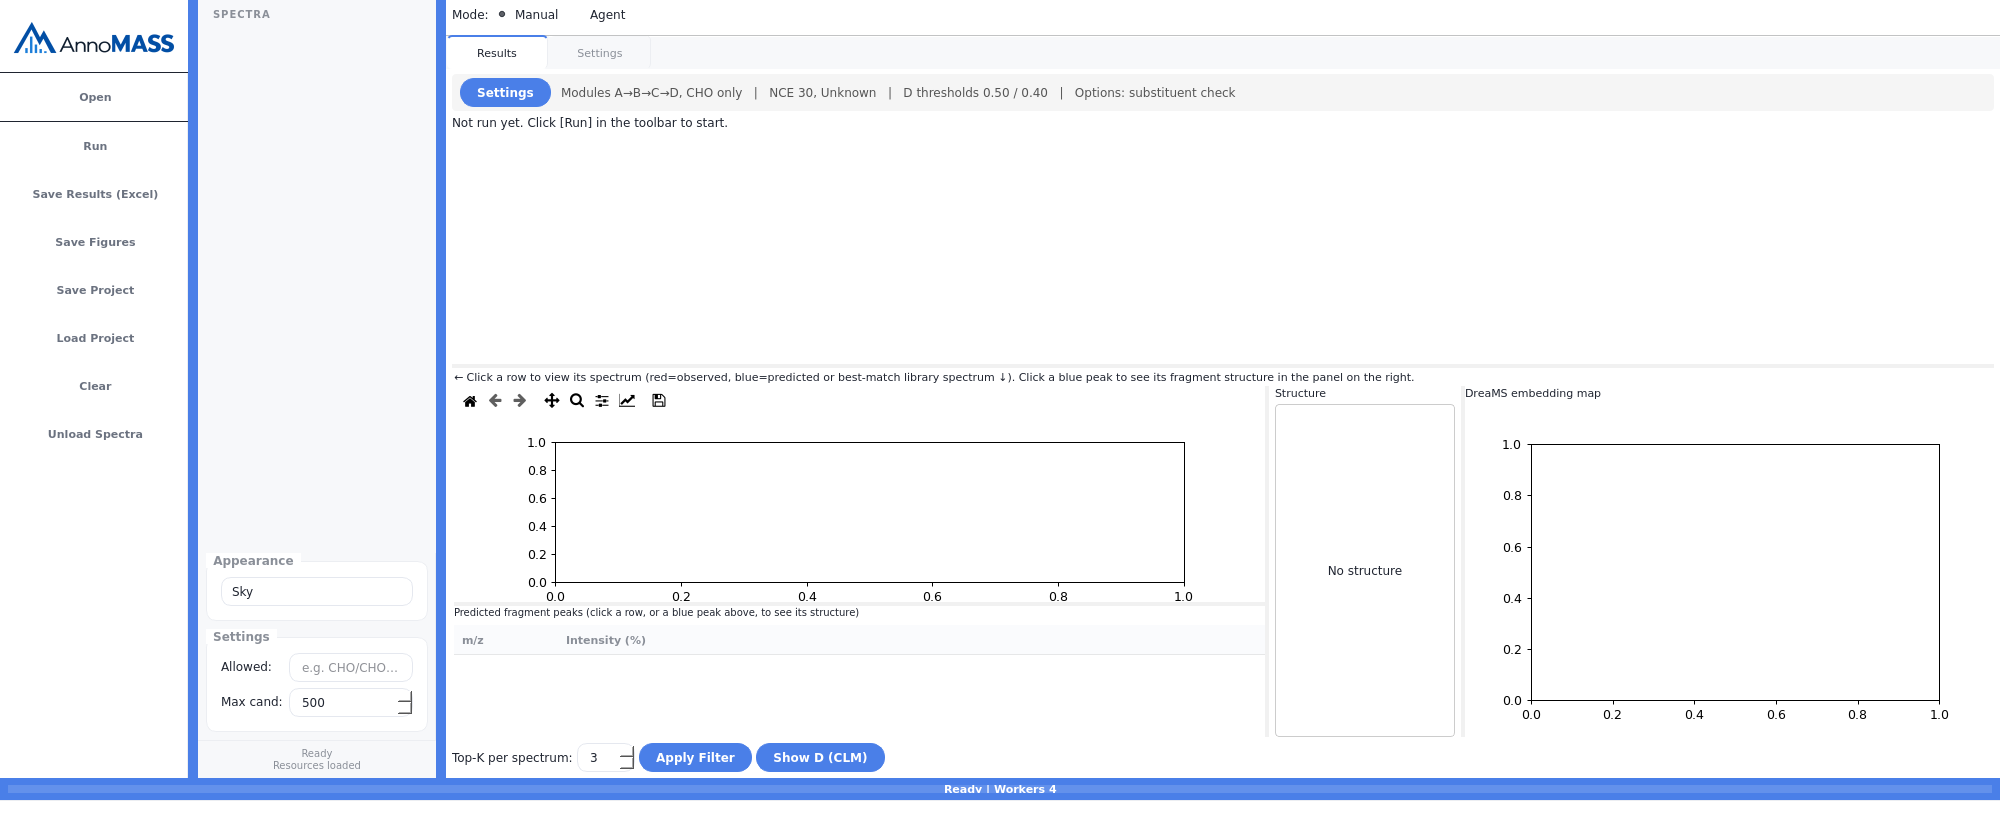 AnnoMASS
Open
Run
Save Results (Excel)
Save Figures
Save Project
Load Project
Clear
Unload Spectra
SPECTRA
Appearance
Sky
Settings
Allowed: e.g. CHO/CHO...
Max cand: 500
Ready
Resources loaded
Mode: Manual Agent
Results Settings
Settings Modules A→B→C→D, CHO only | NCE 30, Unknown | D thresholds 0.50 / 0.40 | Options: substituent check
Not run yet. Click [Run] in the toolbar to start.
← Click a row to view its spectrum (red=observed, blue=predicted or best-match library spectrum ↓). Click a blue peak to see its fragment structure in the panel on the right.
1.0
0.8
0.6
0.4
0.2
0.0
0.0 0.2 0.4 0.6 0.8 1.0
Predicted fragment peaks (click a row, or a blue peak above, to see its structure)
m/z Intensity (%)
Structure
No structure
DreaMS embedding map
1.0
0.8
0.6
0.4
0.2
0.0
0.0 0.2 0.4 0.6 0.8 1.0
Top-K per spectrum: 3 Apply Filter Show D (CLM)
Ready | Workers 4